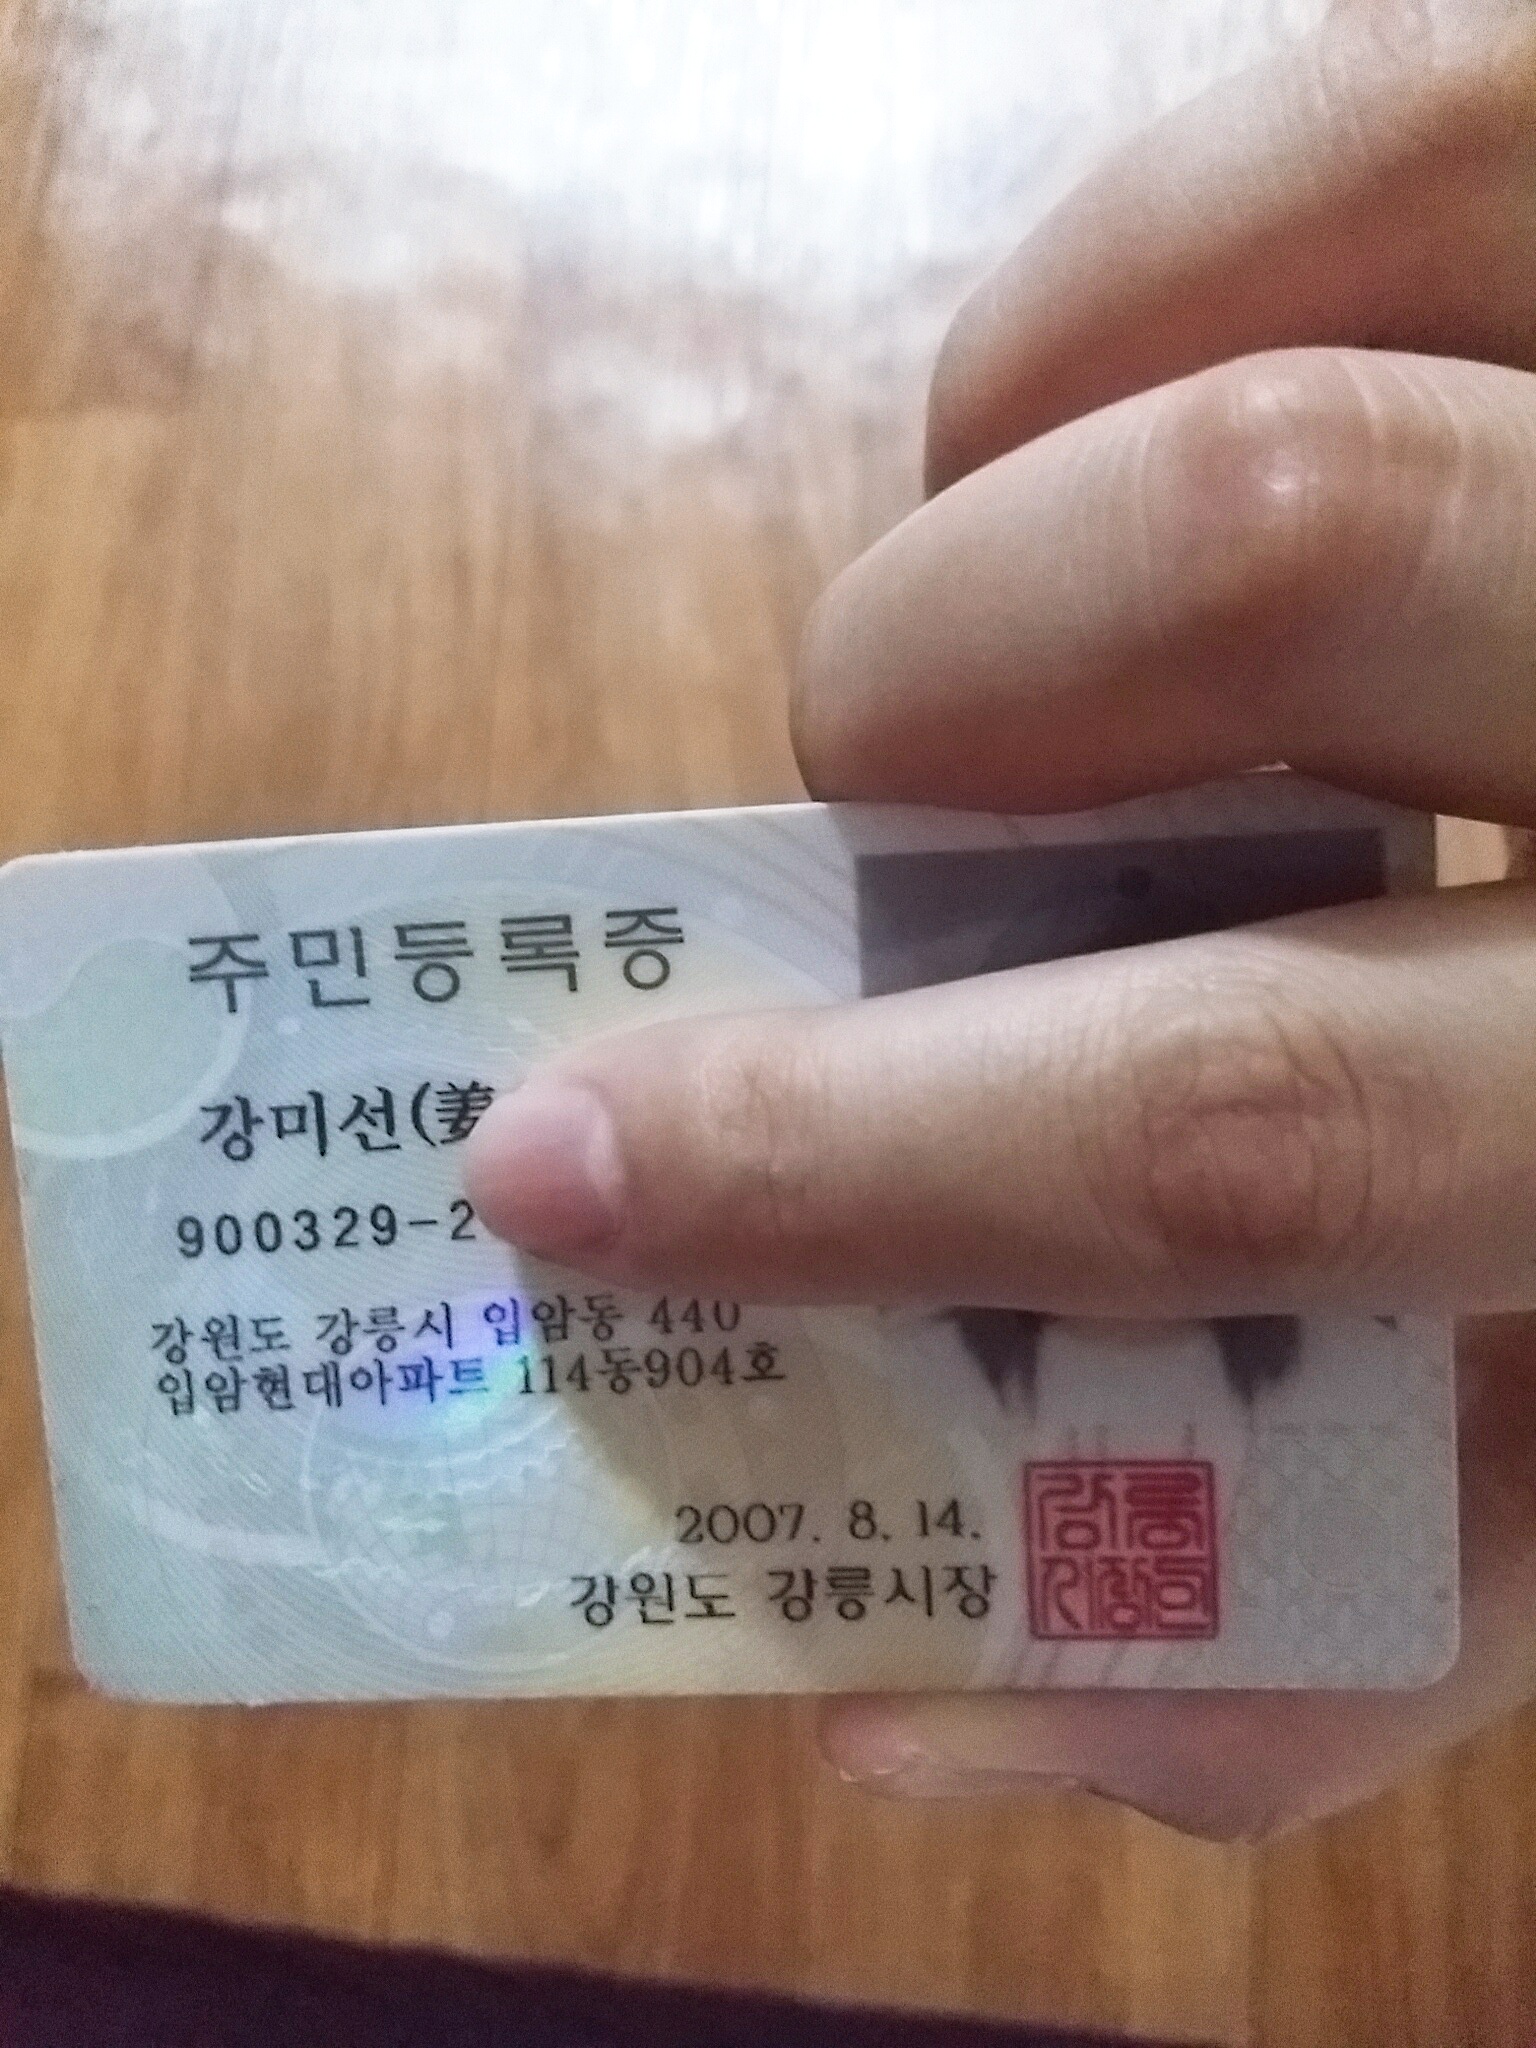 주민등록증
강미선(姜
900329-2
강원도 강릉시 입암동 440
입암현대아파트 114동904호
2007. 8. 14.
강원도 강릉시장